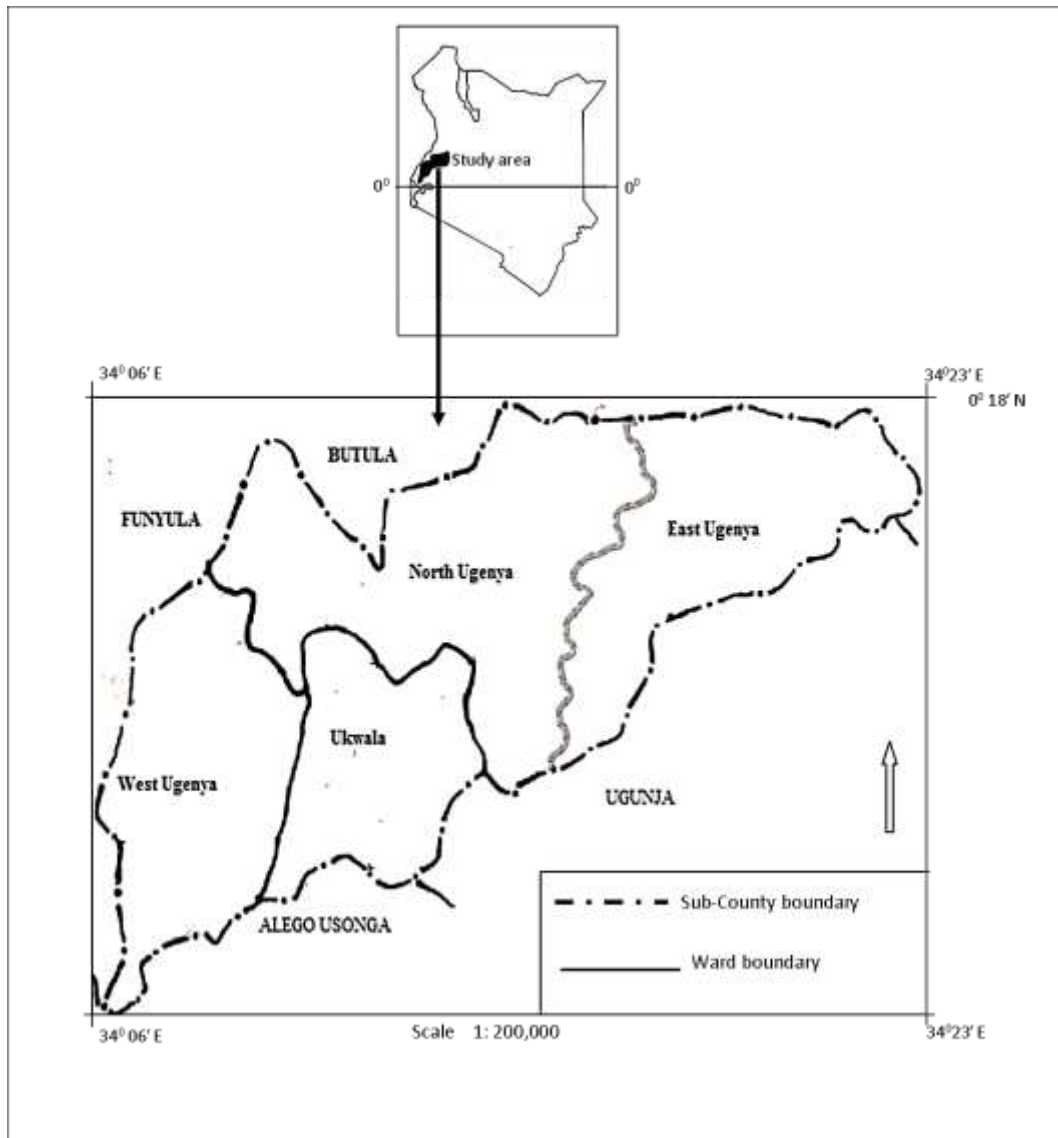 Study area
0⁰ 0⁰
34⁰ 06′ E 34⁰23′ E
0⁰ 18′ N
BUTULA
FUNYULA
East Ugenya
North Ugenya
Ukwala
West Ugenya
UGUNJA
Sub-County boundary
ALEGO USONGA
Ward boundary
34⁰ 06′ E Scale 1: 200,000 34⁰23′ E